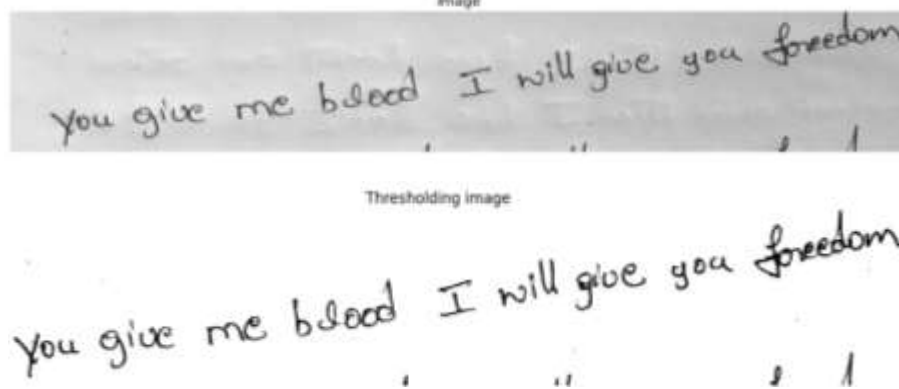 image
you give me blood I will give you freedom
Thresholding image
you give me blood I will give you freedom